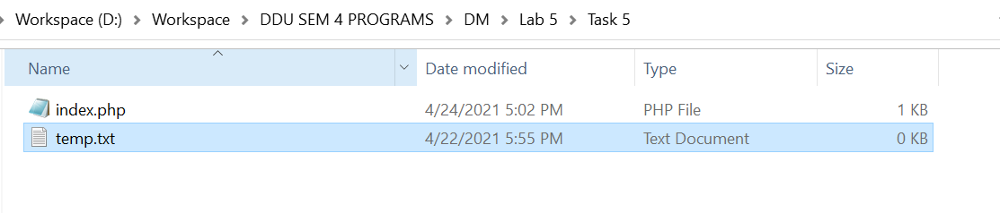 Workspace (D:) > Workspace > DDU SEM 4 PROGRAMS > DM > Lab 5 > Task 5
Name Date modified Type Size
index.php 4/24/2021 5:02 PM PHP File 1 KB
temp.txt 4/22/2021 5:55 PM Text Document 0 KB